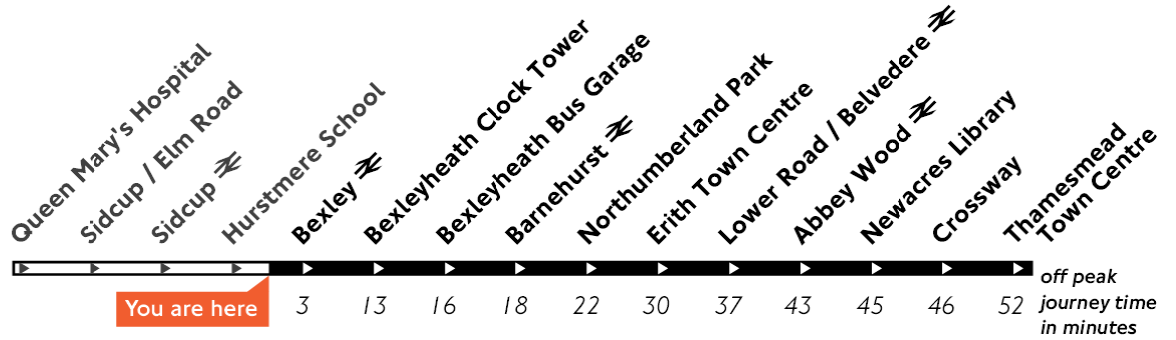 Queen Mary's Hospital
Sidcup / Elm Road
Sidcup
Hurstmere School
Bexley
Bexleyheath Clock Tower
Bexleyheath Bus Garage
Barnehurst
Northumberland Park
Erith Town Centre
Lower Road / Belvedere
Abbey Wood
Newacres Library
Crossway
Thamesmead
Town Centre
You are here
3 13 16 18 22 30 37 43 45 46 52
off peak
journey time
in minutes